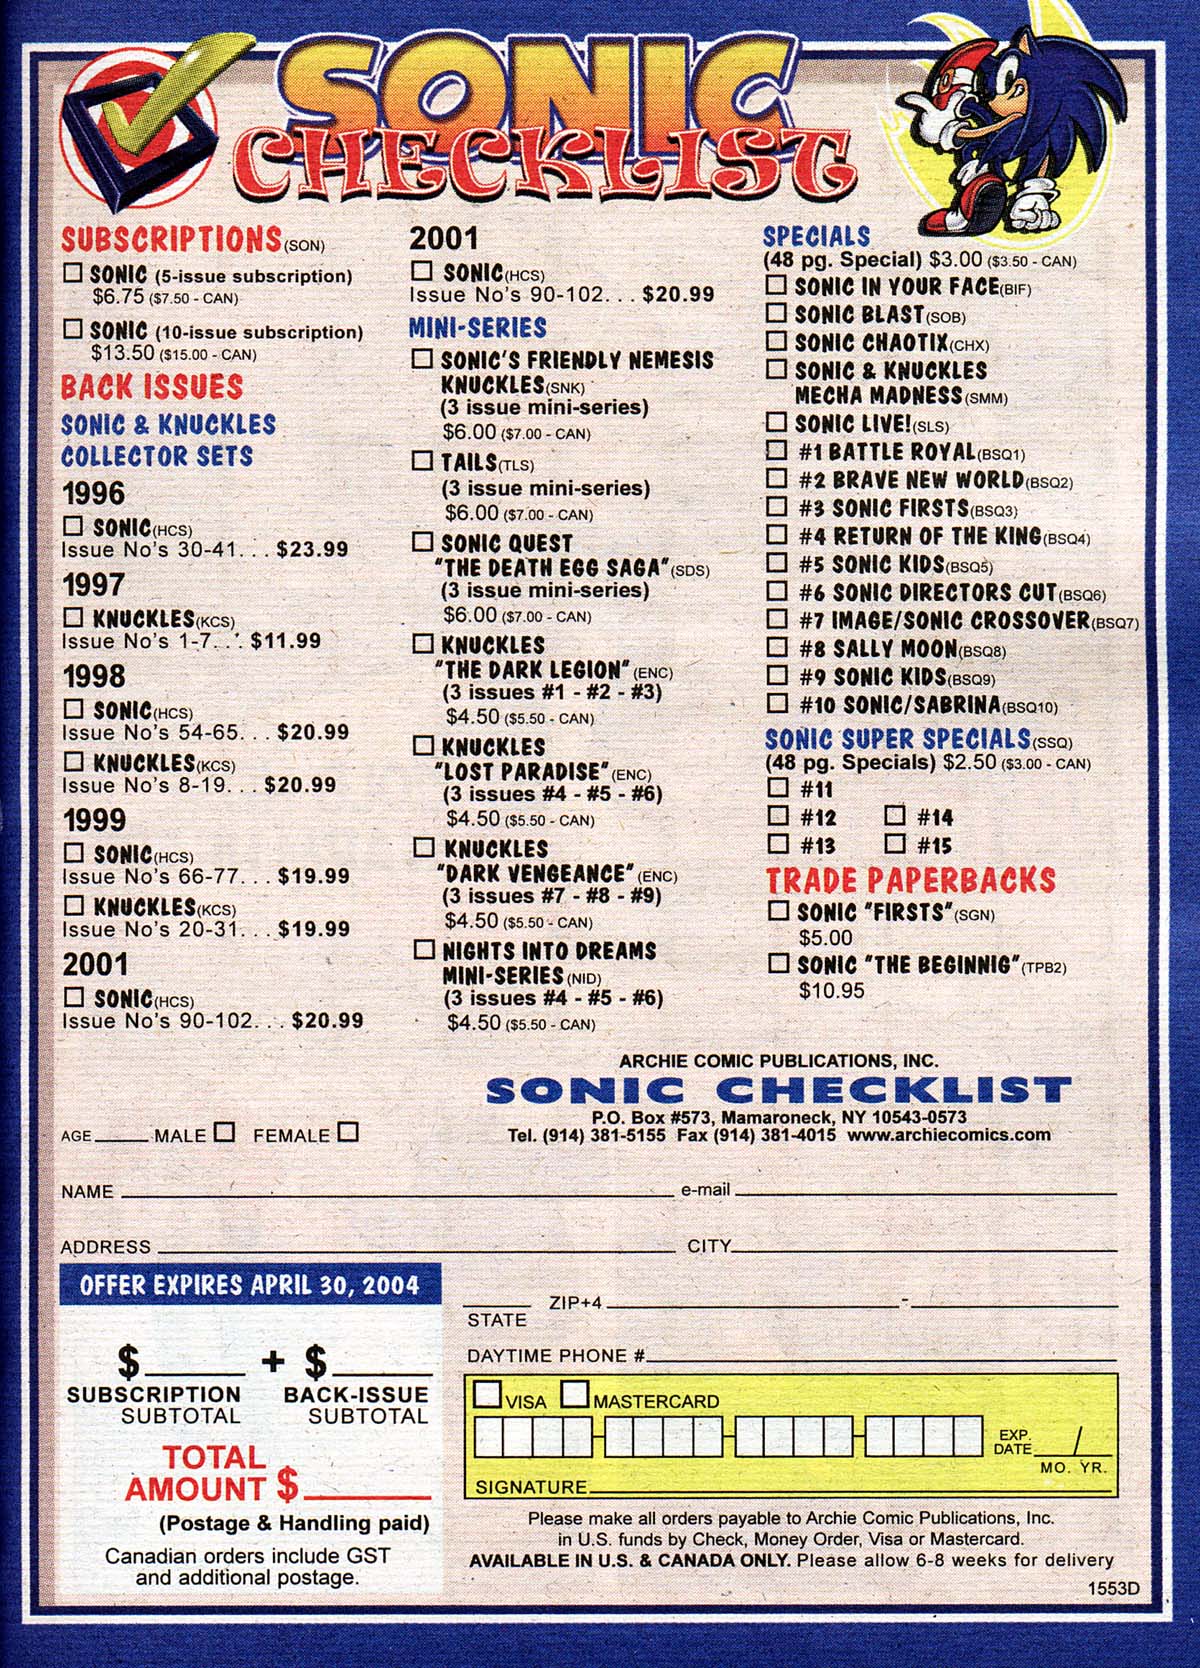 SONIC
CHECKLIST
SUBSCRIPTIONS(SON)
SONIC (5-issue subscription)
$6.75 ($7.50 - CAN)
SONIC (10-issue subscription)
$13.50 ($15.00 - CAN)
BACK ISSUES
SONIC & KNUCKLES
COLLECTOR SETS
1996
SONIC(HCS)
Issue No's 30-41. . . $23.99
1997
KNUCKLES(KCS)
Issue No's 1-7. . . $11.99
1998
SONIC(HCS)
Issue No's 54-65. . . $20.99
KNUCKLES(KCS)
Issue No's 8-19. . . $20.99
1999
SONIC(HCS)
Issue No's 66-77. . . $19.99
KNUCKLES(KCS)
Issue No's 20-31. . . $19.99
2001
SONIC(HCS)
Issue No's 90-102. . . $20.99
2001
SONIC(HCS)
Issue No's 90-102. . . $20.99
MINI-SERIES
SONIC'S FRIENDLY NEMESIS
KNUCKLES(SNK)
(3 issue mini-series)
$6.00 ($7.00 - CAN)
TAILS(TLS)
(3 issue mini-series)
$6.00 ($7.00 - CAN)
SONIC QUEST
"THE DEATH EGG SAGA"(SDS)
(3 issue mini-series)
$6.00 ($7.00 - CAN)
KNUCKLES
"THE DARK LEGION"(ENC)
(3 issues #1 - #2 - #3)
$4.50 ($5.50 - CAN)
KNUCKLES
"LOST PARADISE"(ENC)
(3 issues #4 - #5 - #6)
$4.50 ($5.50 - CAN)
KNUCKLES
"DARK VENGEANCE"(ENC)
(3 issues #7 - #8 - #9)
$4.50 ($5.50 - CAN)
NIGHTS INTO DREAMS
MINI-SERIES(NID)
(3 issues #4 - #5 - #6)
$4.50 ($5.50 - CAN)
SPECIALS
(48 pg. Special) $3.00 ($3.50 - CAN)
SONIC IN YOUR FACE(BIF)
SONIC BLAST(SOB)
SONIC CHAOTIX(CHX)
SONIC & KNUCKLES
MECHA MADNESS(SMM)
SONIC LIVE!(SLS)
#1 BATTLE ROYAL(BSQ1)
#2 BRAVE NEW WORLD(BSQ2)
#3 SONIC FIRSTS(BSQ3)
#4 RETURN OF THE KING(BSQ4)
#5 SONIC KIDS(BSQ5)
#6 SONIC DIRECTORS CUT(BSQ6)
#7 IMAGE/SONIC CROSSOVER(BSQ7)
#8 SALLY MOON(BSQ8)
#9 SONIC KIDS(BSQ9)
#10 SONIC/SABRINA(BSQ10)
SONIC SUPER SPECIALS(SSQ)
(48 pg. Specials) $2.50 ($3.00 - CAN)
#11
#12 #14
#13 #15
TRADE PAPERBACKS
SONIC "FIRSTS"(SGN)
$5.00
SONIC "THE BEGINNIG"(TPB2)
$10.95
ARCHIE COMIC PUBLICATIONS, INC.
SONIC CHECKLIST
P.O. Box #573, Mamaroneck, NY 10543-0573
Tel. (914) 381-5155 Fax (914) 381-4015 www.archiecomics.com
AGE MALE FEMALE
NAME e-mail
ADDRESS CITY
ZIP+4 -
STATE
DAYTIME PHONE #
OFFER EXPIRES APRIL 30, 2004
$ + $
SUBSCRIPTION BACK-ISSUE
SUBTOTAL SUBTOTAL
TOTAL
AMOUNT $
(Postage & Handling paid)
Canadian orders include GST
and additional postage.
VISA MASTERCARD
EXP.
DATE /
MO. YR.
SIGNATURE
Please make all orders payable to Archie Comic Publications, Inc.
in U.S. funds by Check, Money Order, Visa or Mastercard.
AVAILABLE IN U.S. & CANADA ONLY. Please allow 6-8 weeks for delivery
1553D